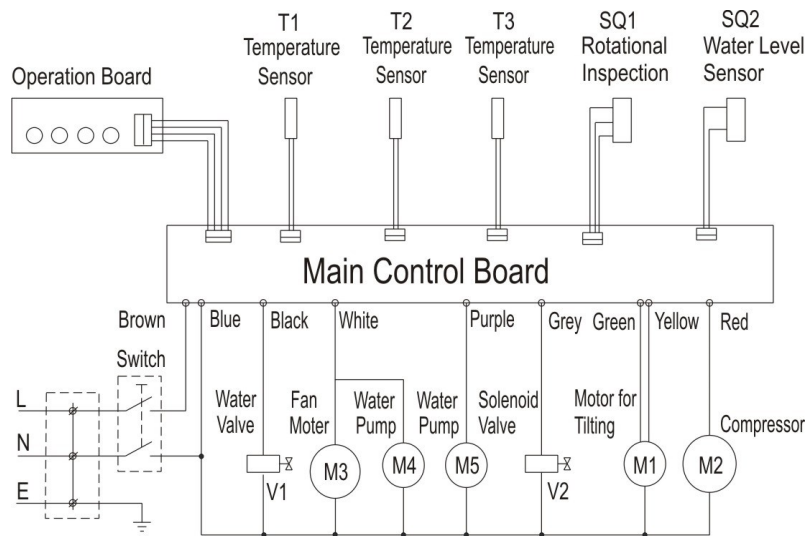 T1
Temperature
Sensor
T2
Temperature
Sensor
T3
Temperature
Sensor
SQ1
Rotational
Inspection
SQ2
Water Level
Sensor
Operation Board
Main Control Board
Brown
Blue
Black
White
Purple
Grey
Green
Yellow
Red
Switch
L
N
E
Water
Valve
V1
Fan
Moter
M3
Water
Pump
M4
Water
Pump
M5
Solenoid
Valve
V2
Motor for
Tilting
M1
Compressor
M2